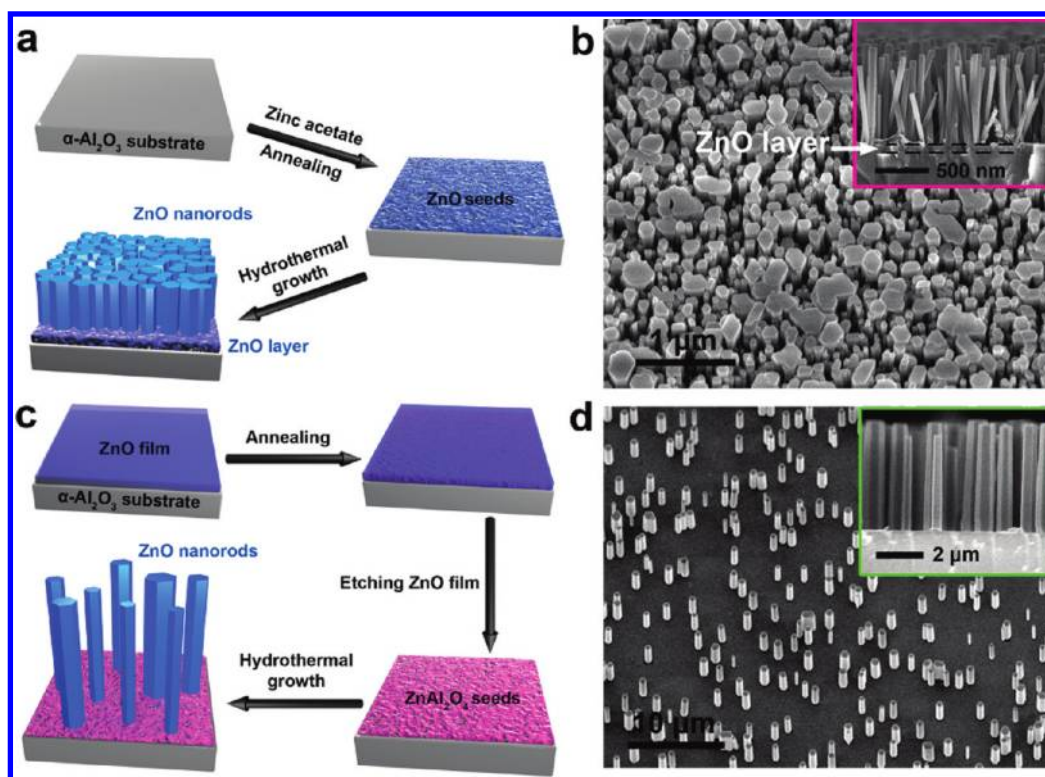 a
α-Al₂O₃ substrate
Zinc acetate
Annealing
ZnO seeds
ZnO nanorods
Hydrothermal
growth
ZnO layer
b
ZnO layer
500 nm
1 μm
c
ZnO film
α-Al₂O₃ substrate
Annealing
Etching ZnO film
ZnAl₂O₄ seeds
Hydrothermal
growth
ZnO nanorods
d
2 μm
10 μm